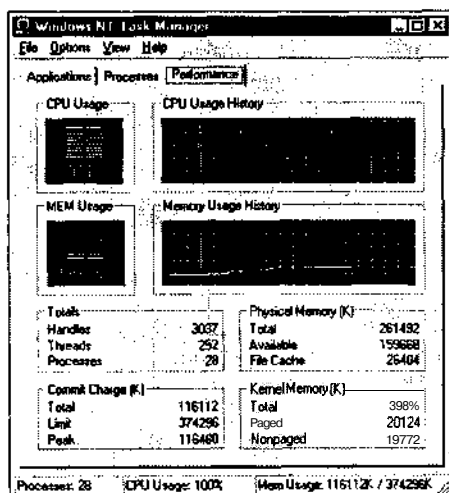 Windows NT Task Manager
File Options View Help
Applications Processes Performance
CPU Usage CPU Usage History
MEM Usage Memory Usage History
Totals
Handles 3037
Threads 292
Processes 28
Physical Memory (K)
Total 261492
Available 159668
File Cache 26404
Commit Charge (K)
Total 116112
Limit 374296
Peak 116460
Kernel Memory (K)
Total 398%
Paged 20124
Nonpaged 19772
Processes: 28 CPU Usage: 100% Mem Usage: 116112K / 374296K